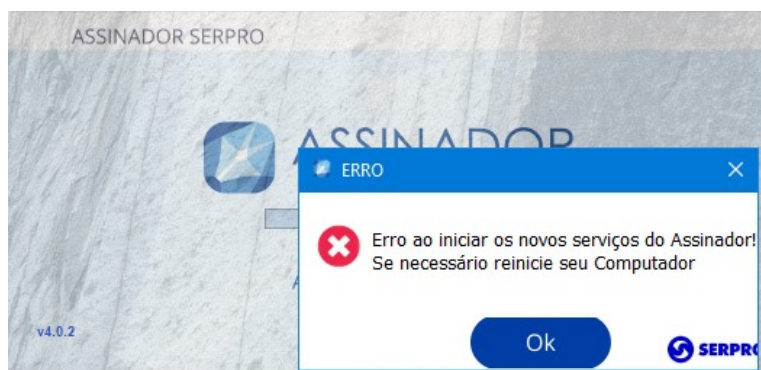 ASSINADOR SERPRO
ASSINADOR
ERRO
Erro ao iniciar os novos serviços do Assinador!
Se necessário reinicie seu Computador
Ok
v4.0.2
SERPRO